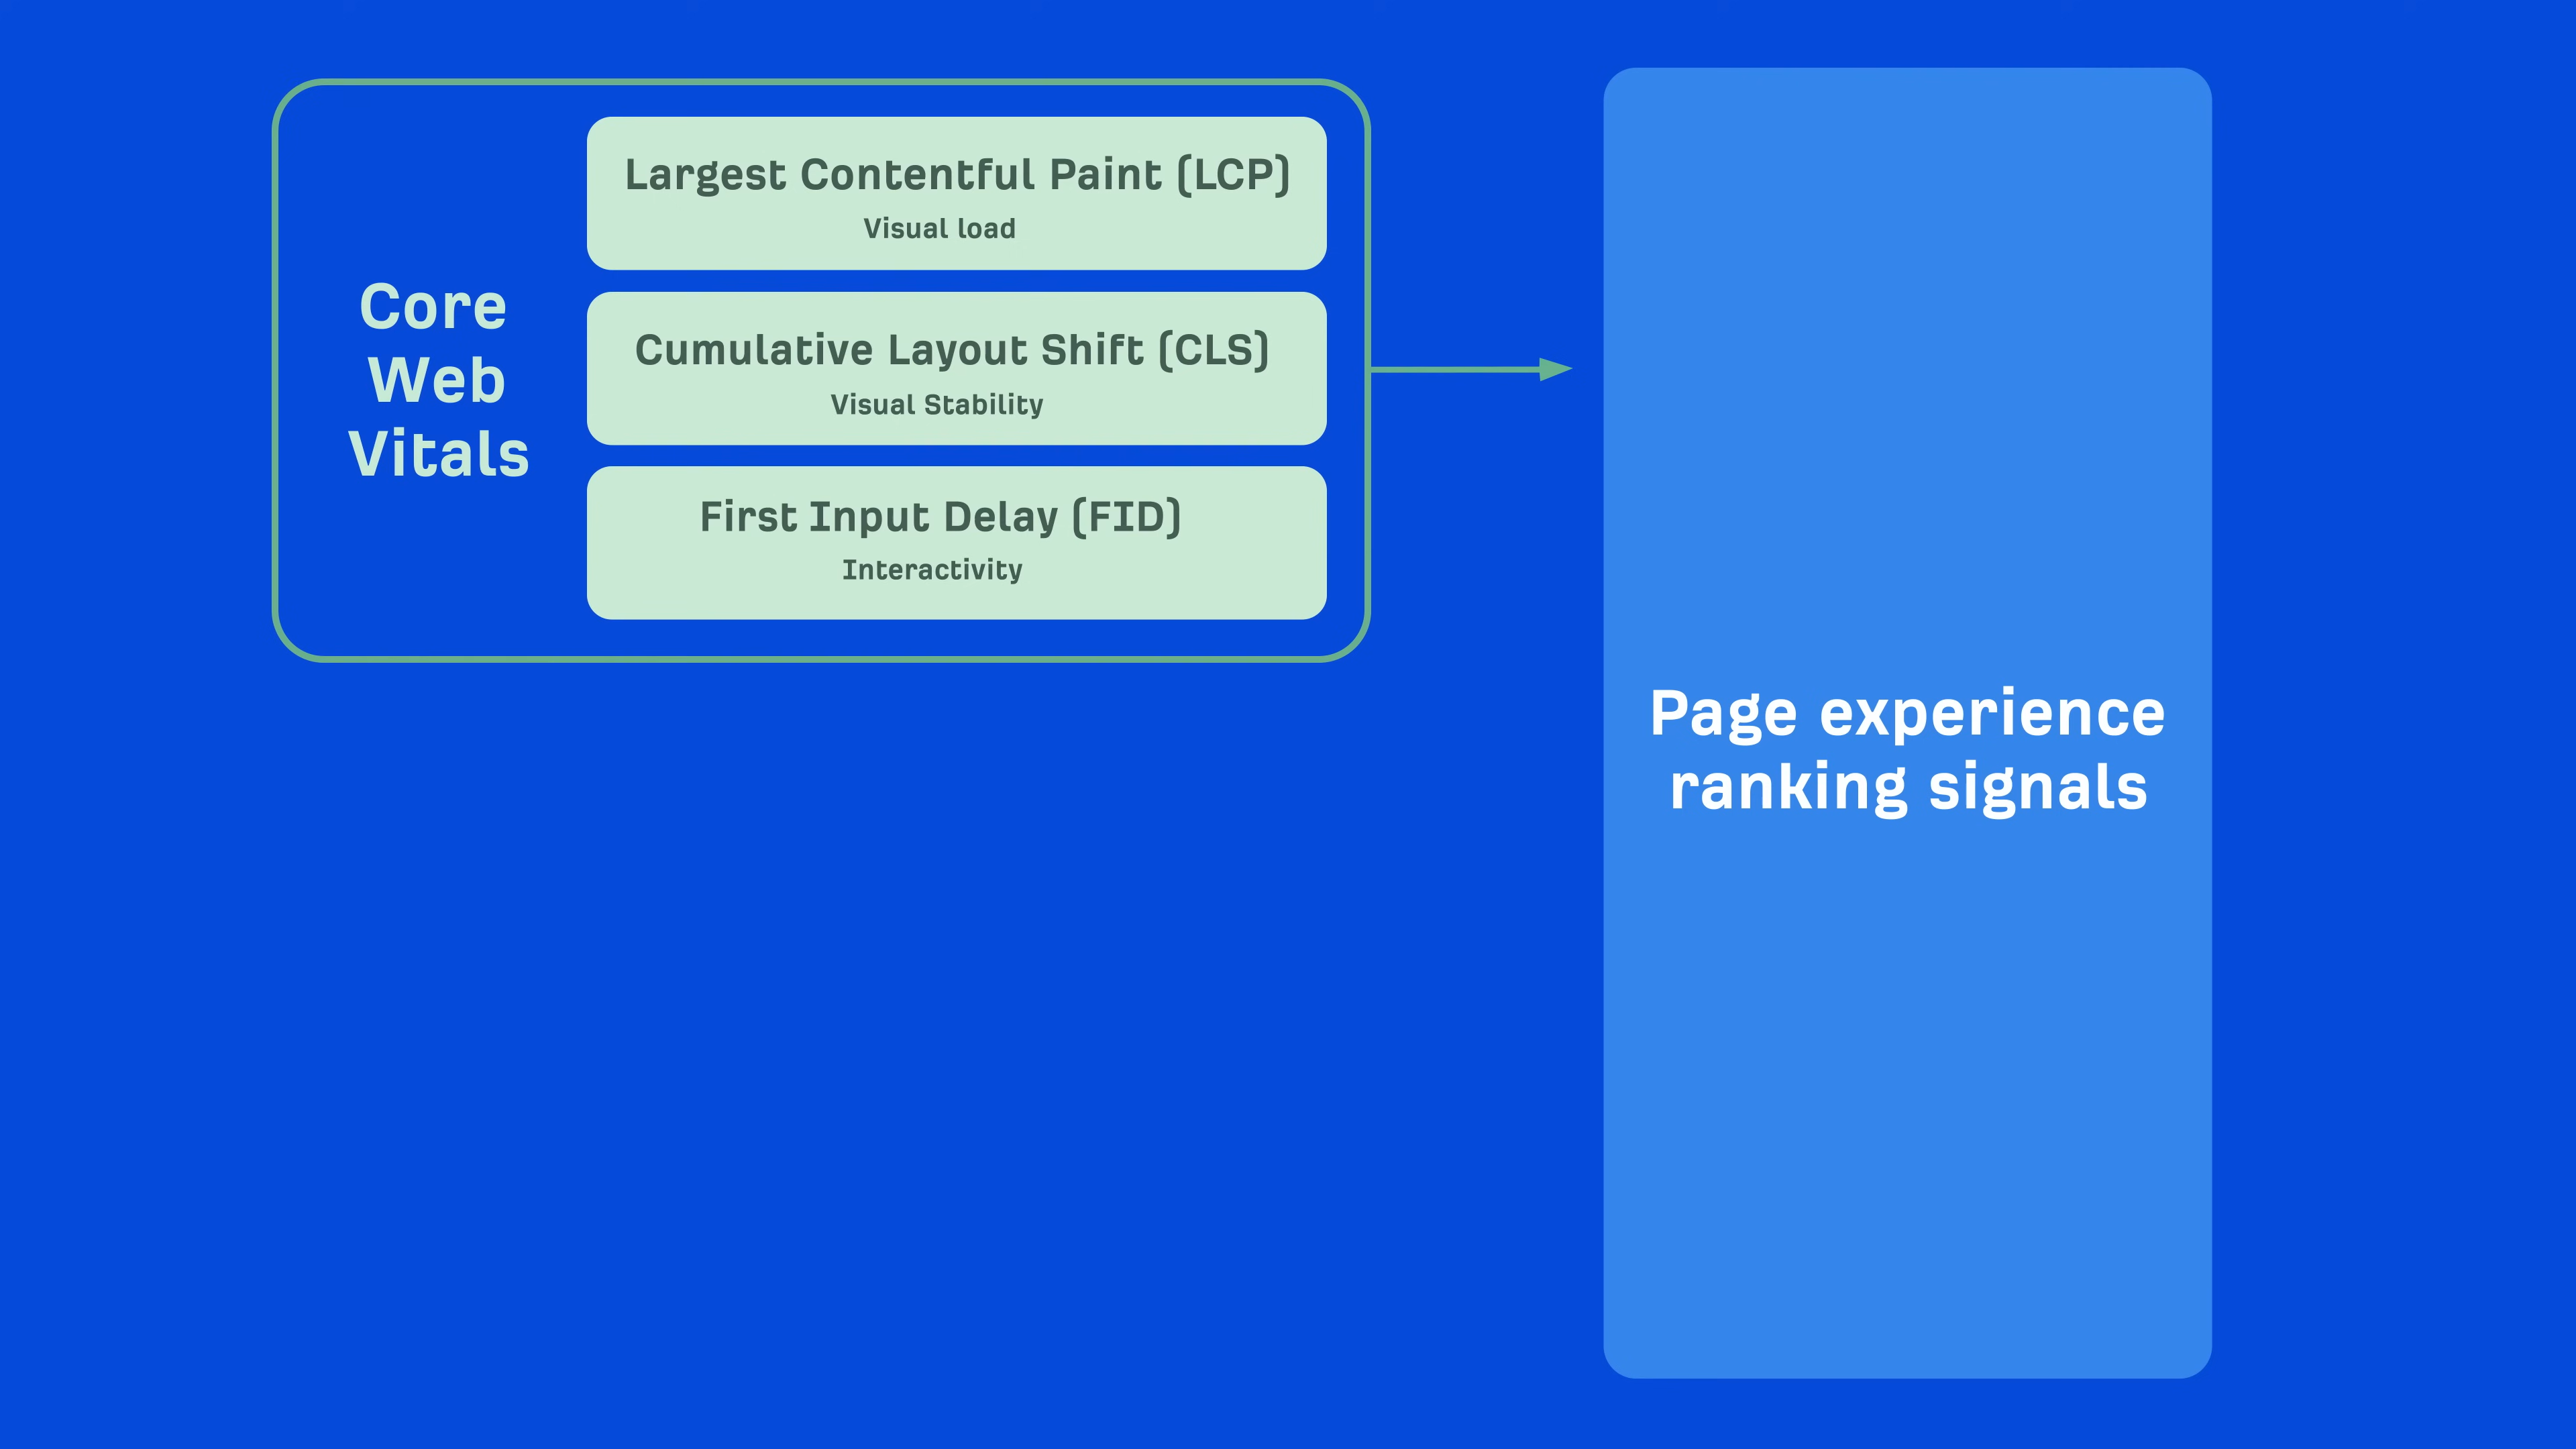 Core
Web
Vitals
Largest Contentful Paint (LCP)
Visual load
Cumulative Layout Shift (CLS)
Visual Stability
First Input Delay (FID)
Interactivity
Page experience
ranking signals